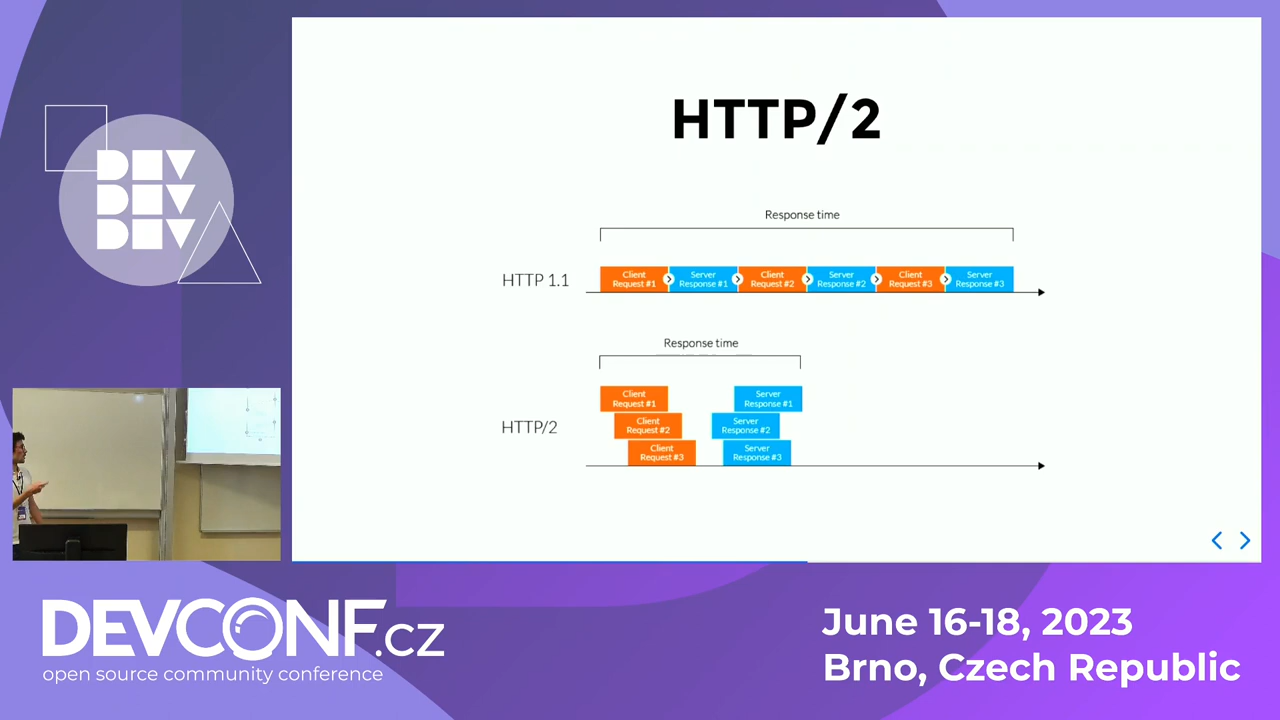 DEV
DEV
DEV
HTTP/2
Response time
HTTP 1.1
Client
Request #1
Server
Response #1
Client
Request #2
Server
Response #2
Client
Request #3
Server
Response #3
Response time
HTTP/2
Client
Request #1
Server
Response #1
Client
Request #2
Server
Response #2
Client
Request #3
Server
Response #3
DEVCONF.cz
open source community conference
June 16-18, 2023
Brno, Czech Republic